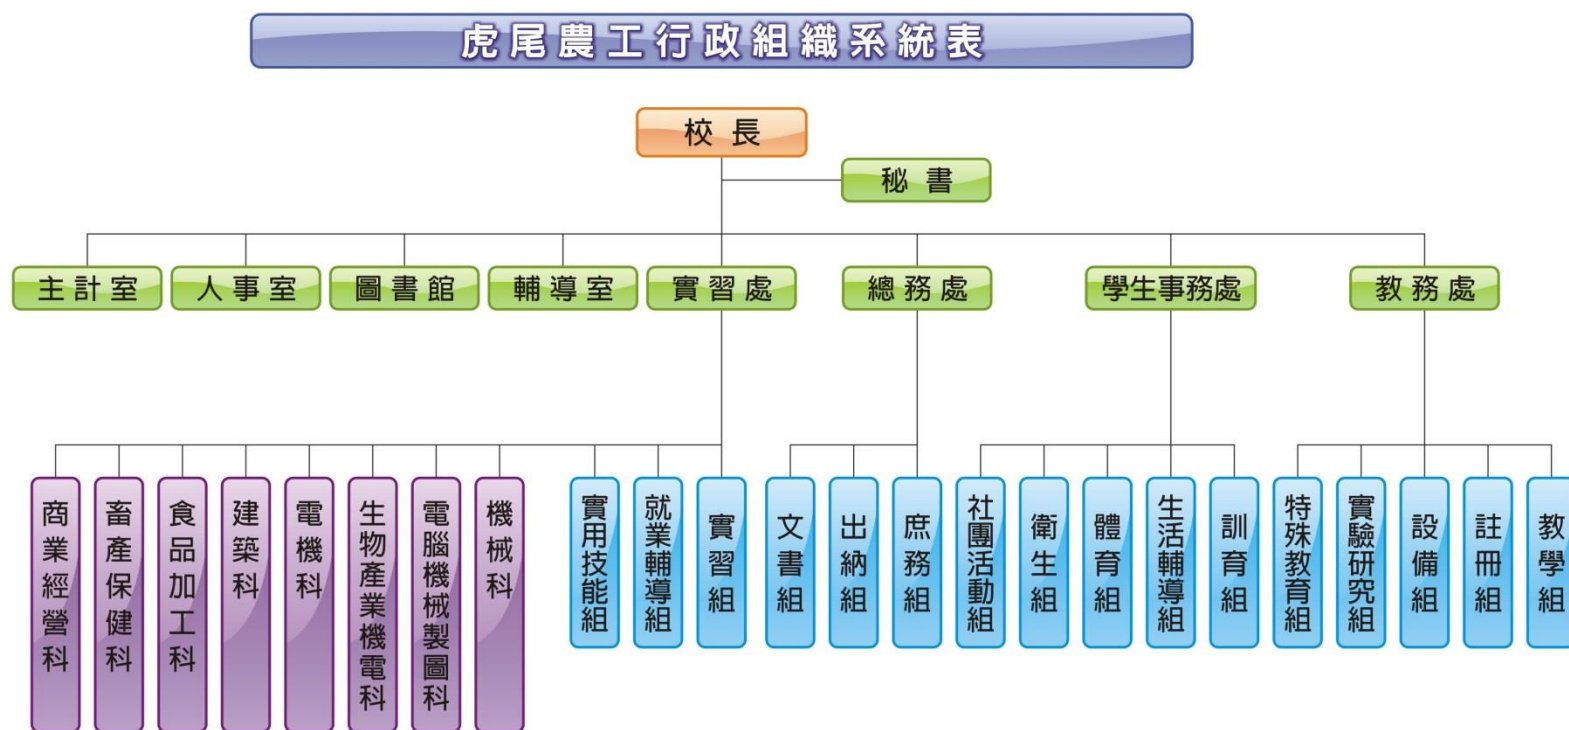 虎尾農工行政組織系統表
校長
秘書
主計室
人事室
圖書館
輔導室
實習處
總務處
學生事務處
教務處
商業經營科
畜產保健科
食品加工科
建築科
電機科
生物產業機電科
電腦機械製圖科
機械科
實用技能組
就業輔導組
實習組
文書組
出納組
庶務組
社團活動組
衛生組
體育組
生活輔導組
訓育組
特殊教育組
實驗研究組
設備組
註冊組
教學組